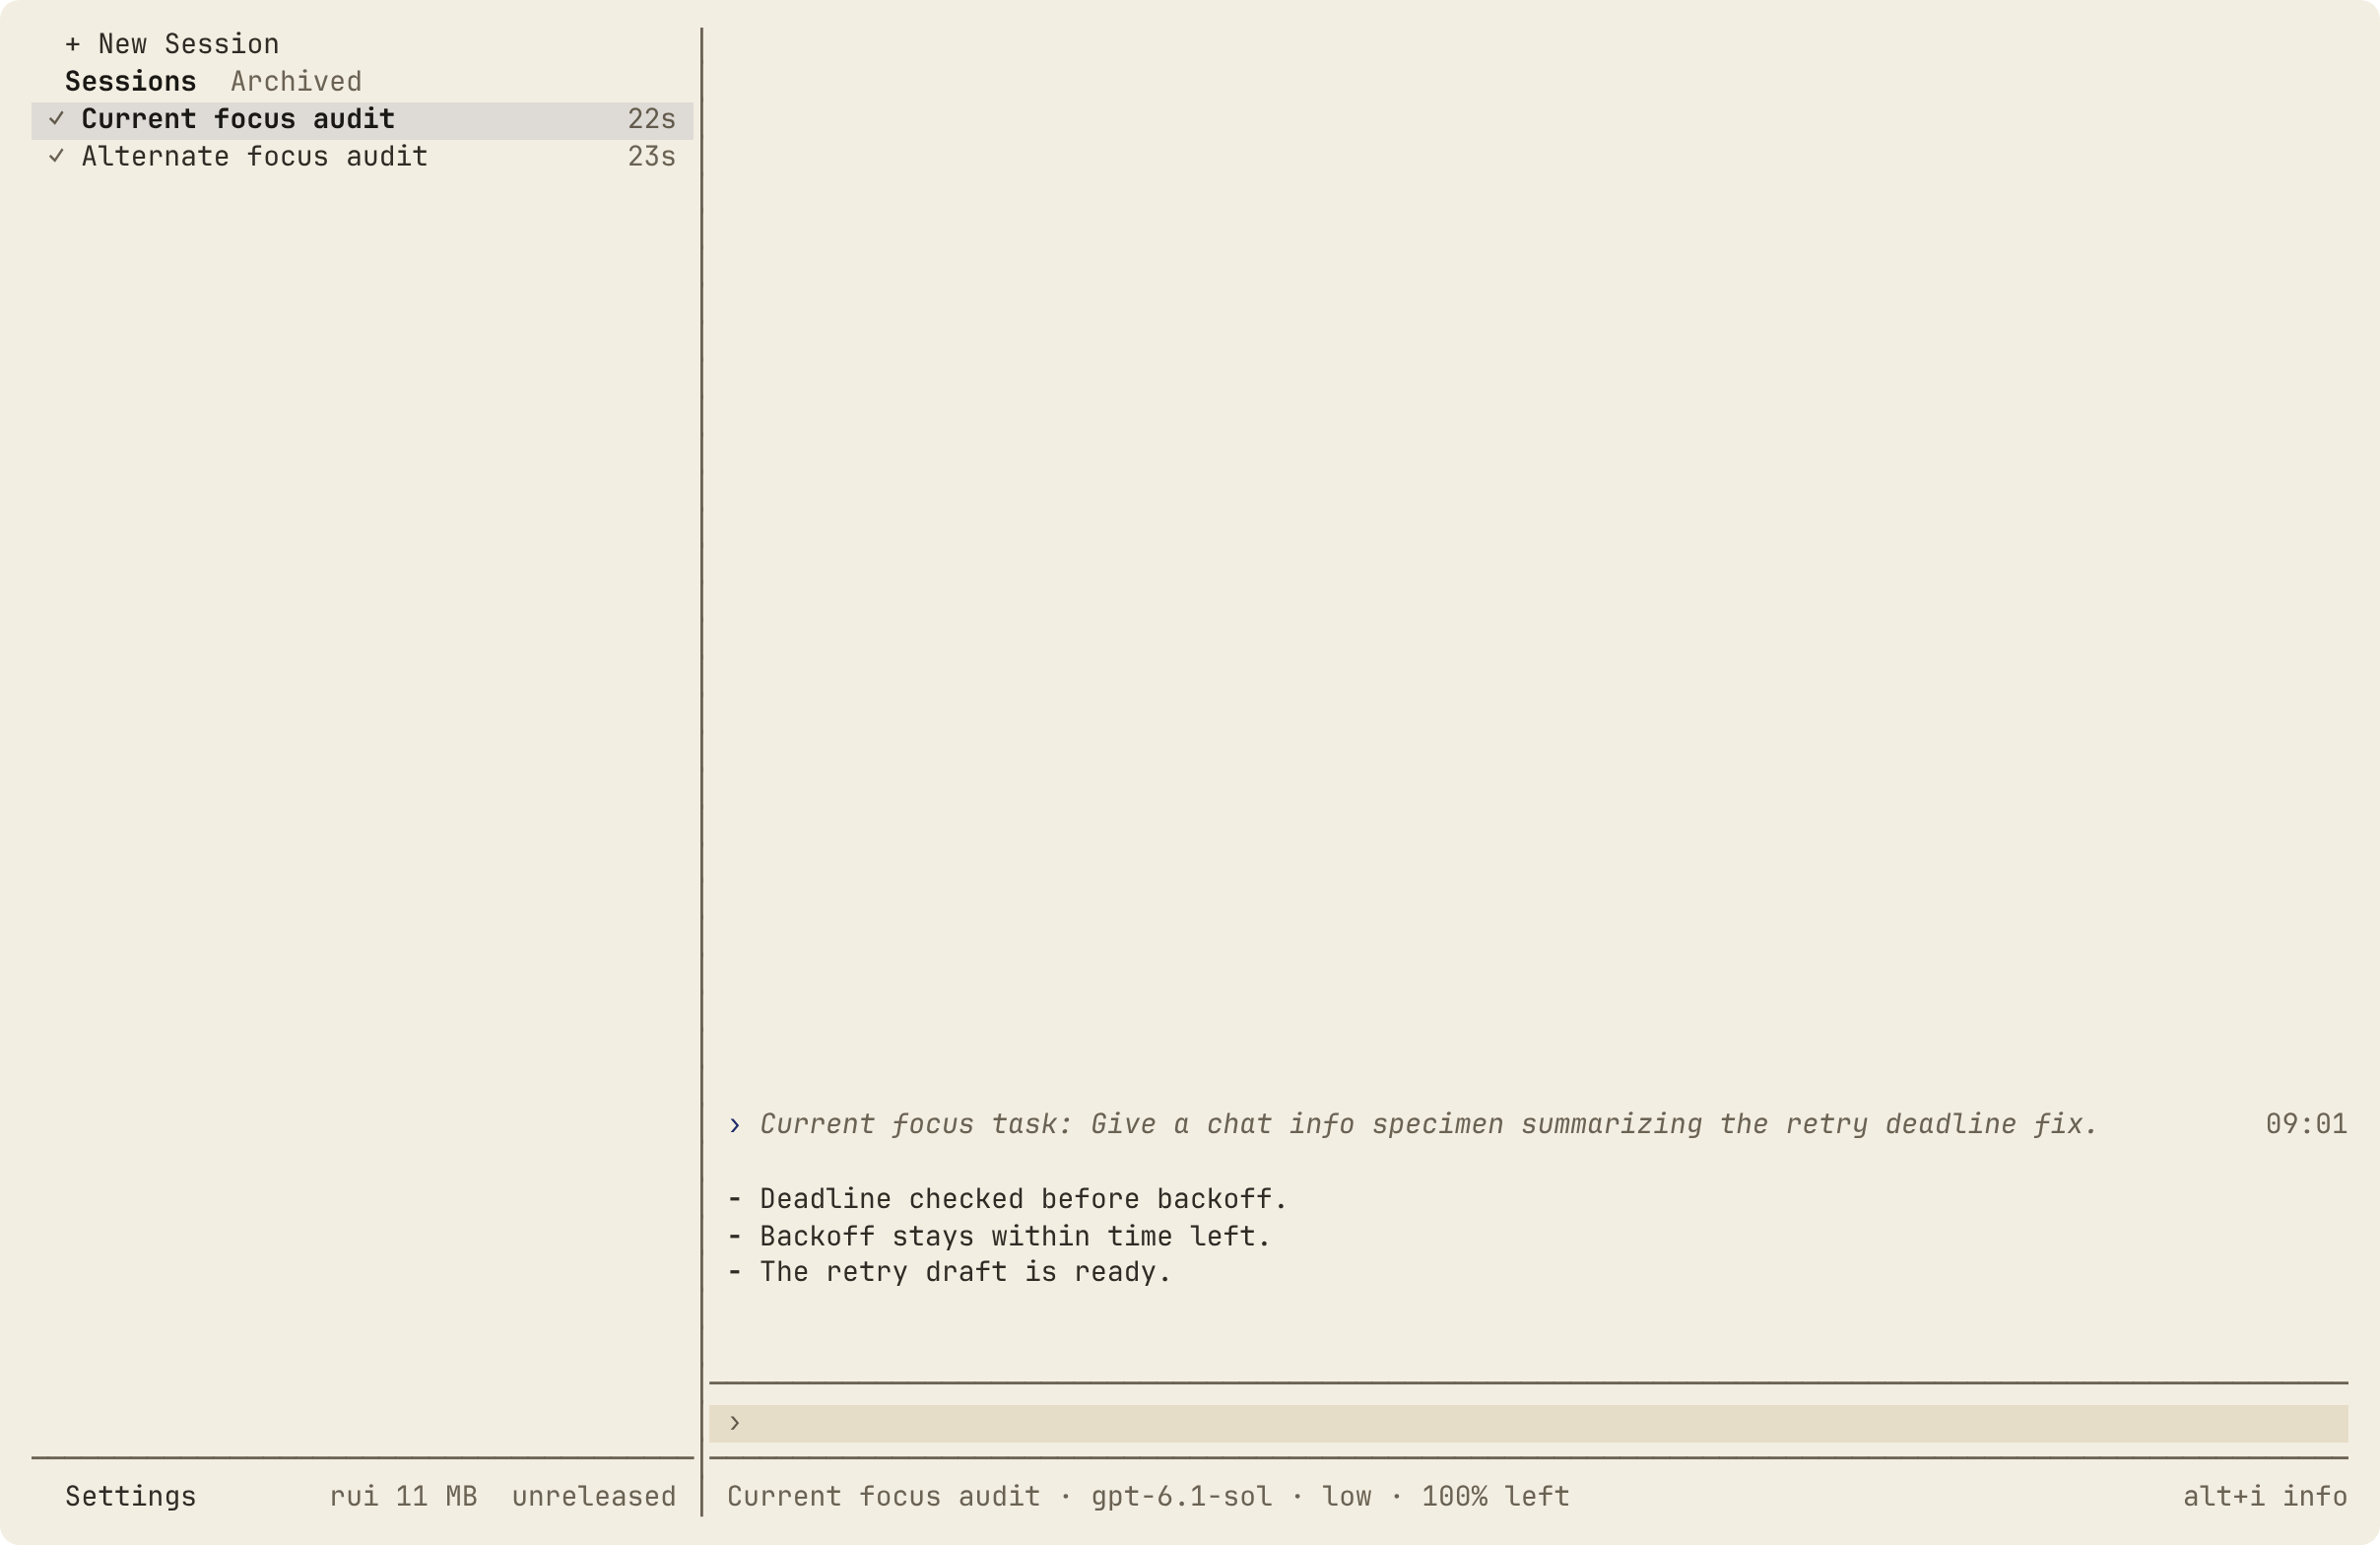 + New Session
Sessions  Archived
✓ Current focus audit  22s
✓ Alternate focus audit  23s
› Current focus task: Give a chat info specimen summarizing the retry deadline fix.  09:01
- Deadline checked before backoff.
- Backoff stays within time left.
- The retry draft is ready.
›
Settings  rui 11 MB  unreleased
Current focus audit · gpt-6.1-sol · low · 100% left  alt+i info